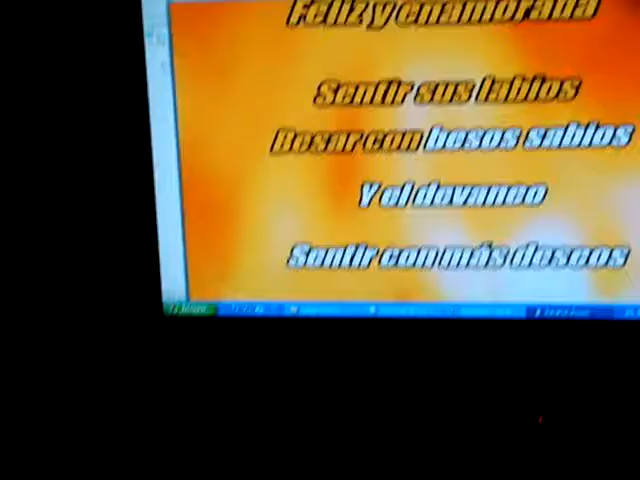 Feliz y enamorada
Sentir sus labios
Besar con besos sabios
Y el devaneo
Sentir con más deseos